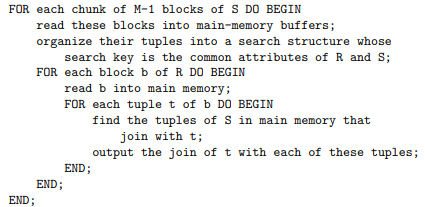 FOR each chunk of M-1 blocks of S DO BEGIN
    read these blocks into main-memory buffers;
    organize their tuples into a search structure whose
        search key is the common attributes of R and S;
    FOR each block b of R DO BEGIN
        read b into main memory;
        FOR each tuple t of b DO BEGIN
            find the tuples of S in main memory that
                join with t;
            output the join of t with each of these tuples;
        END;
    END;
END;